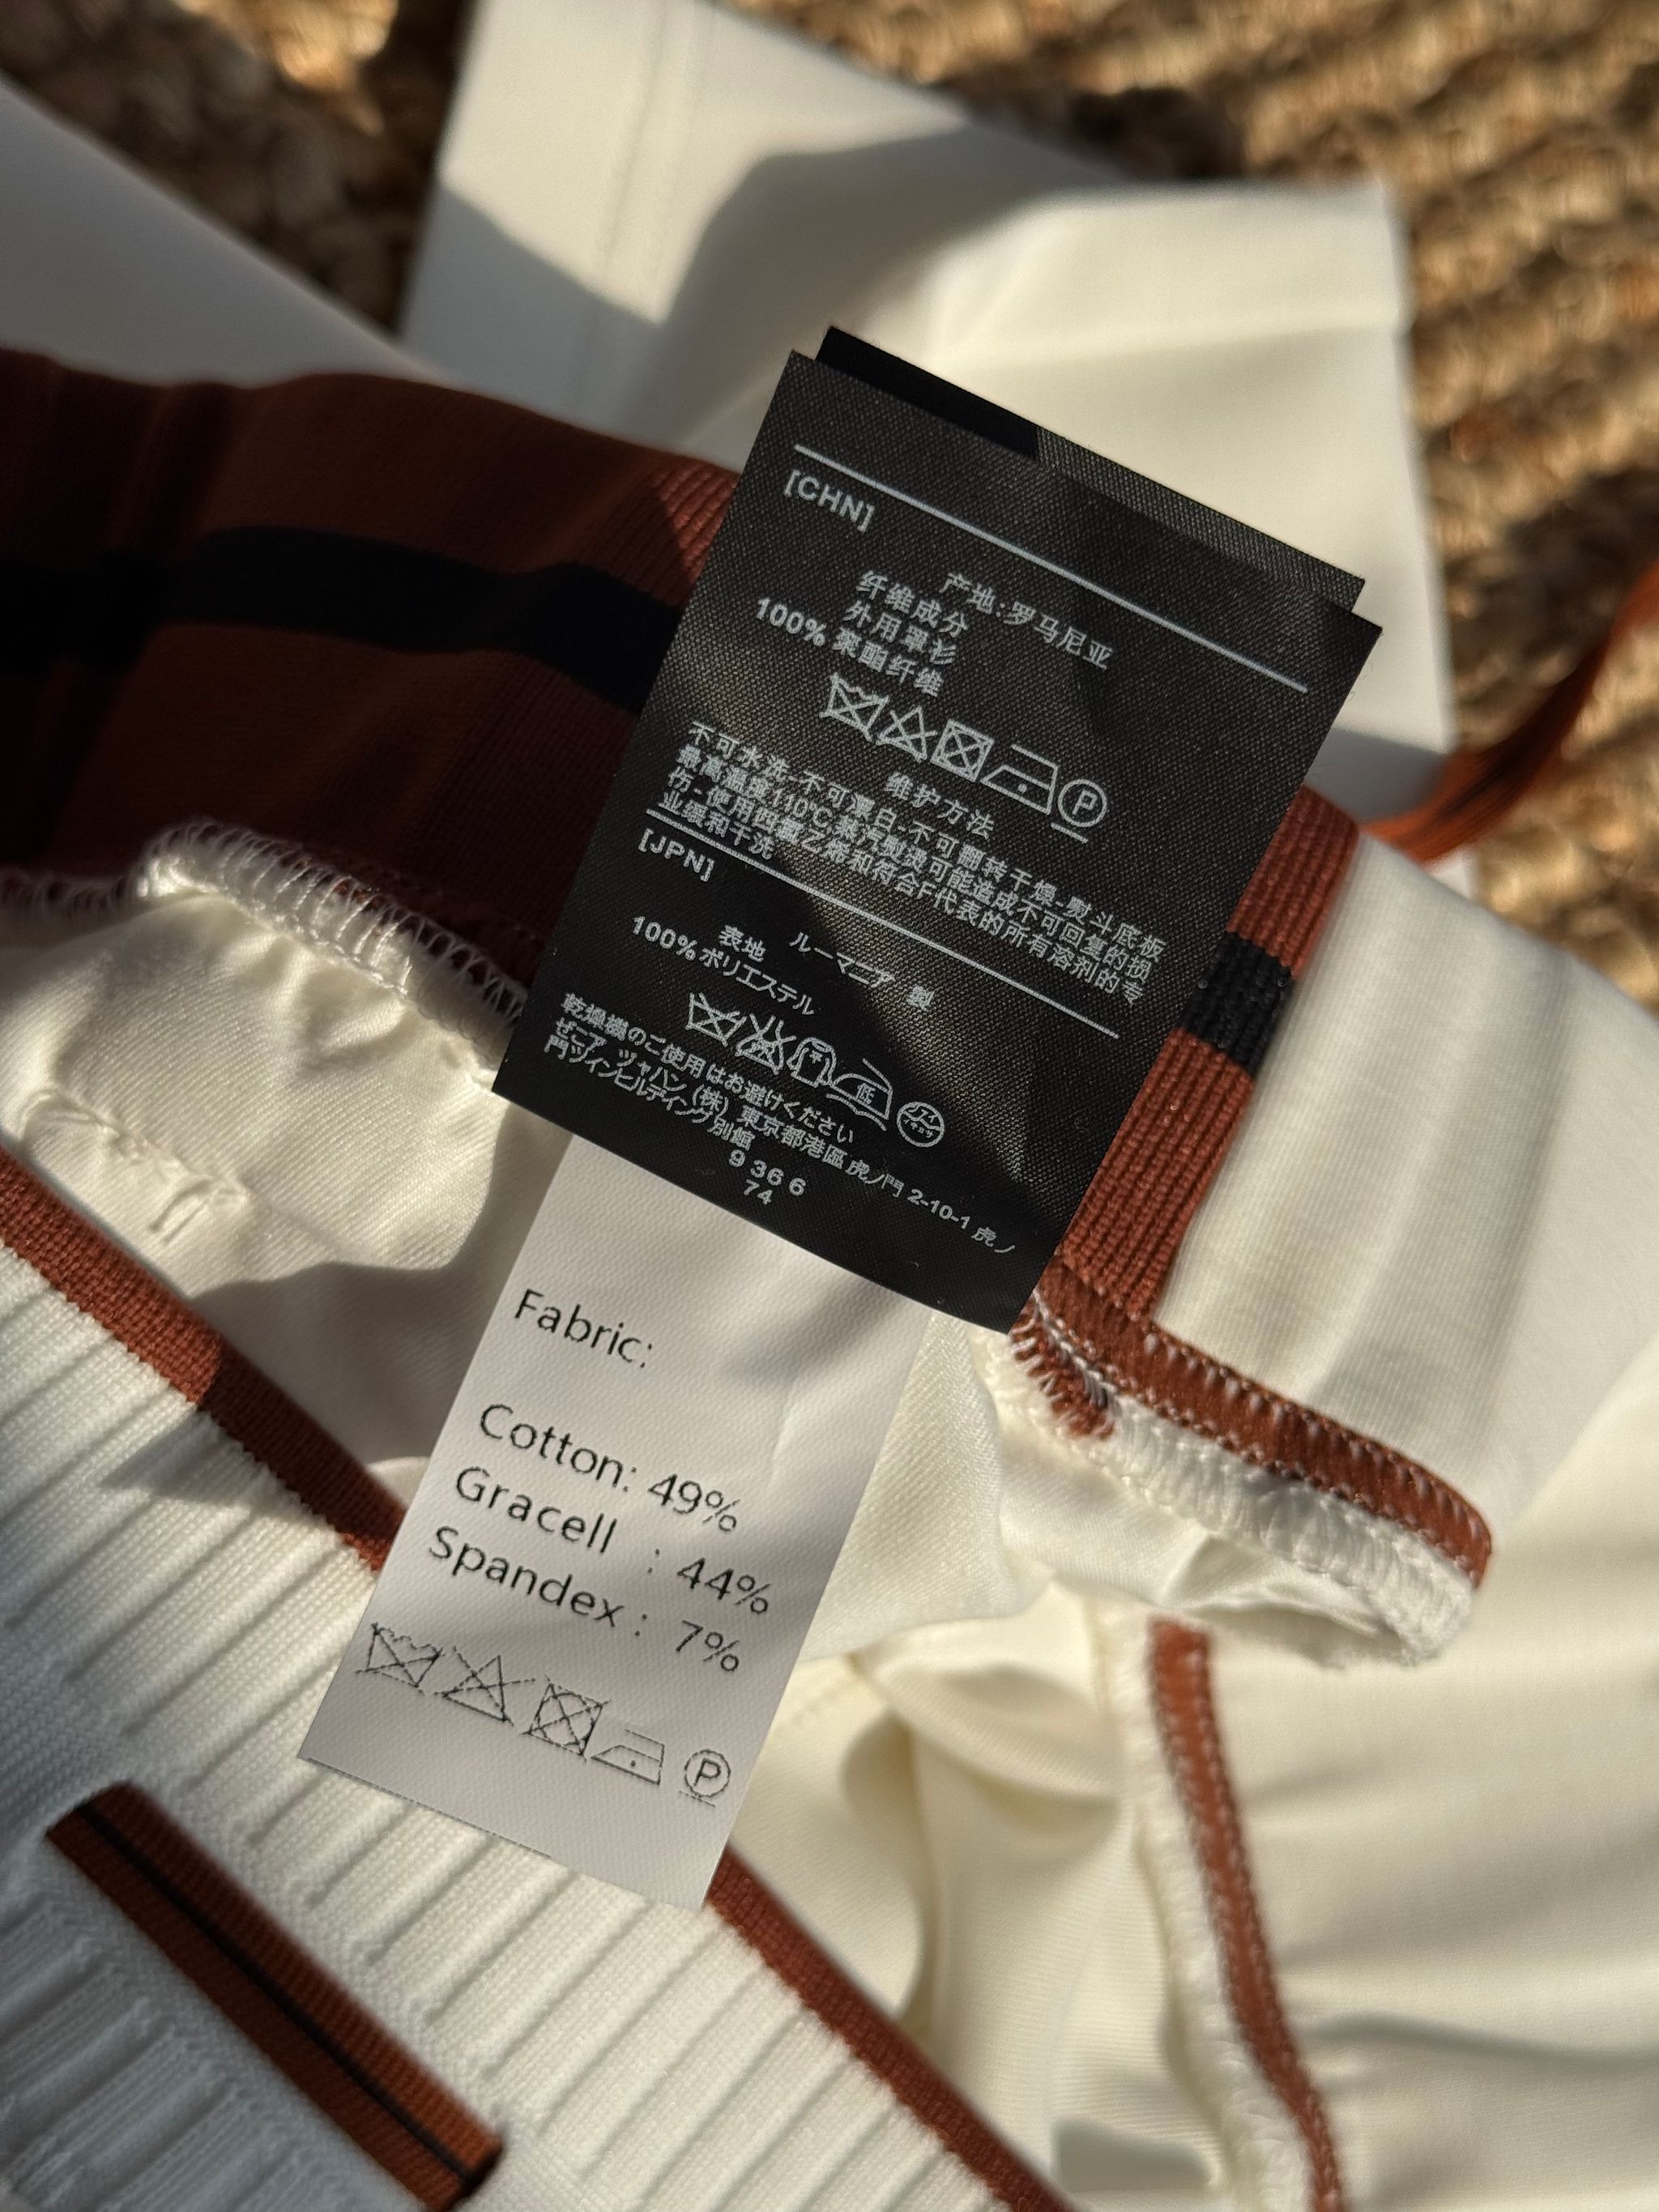 [CHN]
产地:罗马尼亚
纤维成分
外用罩衫
100% 聚酯纤维
P
维护方法
不可水洗-不可漂白-不可翻转干燥-熨斗底板
最高温度110℃蒸汽熨烫可能造成不可回复的损
伤-使用四氯乙烯和符合F代表的所有溶剂的专
业缓和干洗
[JPN]
ルーマニア 製
表地
100% ポリエステル
低
乾燥機のご使用はお避けください
ゼニア ジャパン (株) 東京都港區虎ノ門 2-10-1 虎ノ
門ツインビルディング別館
9 36 6
74
Fabric:
Cotton: 49%
Gracell : 44%
Spandex : 7%
P